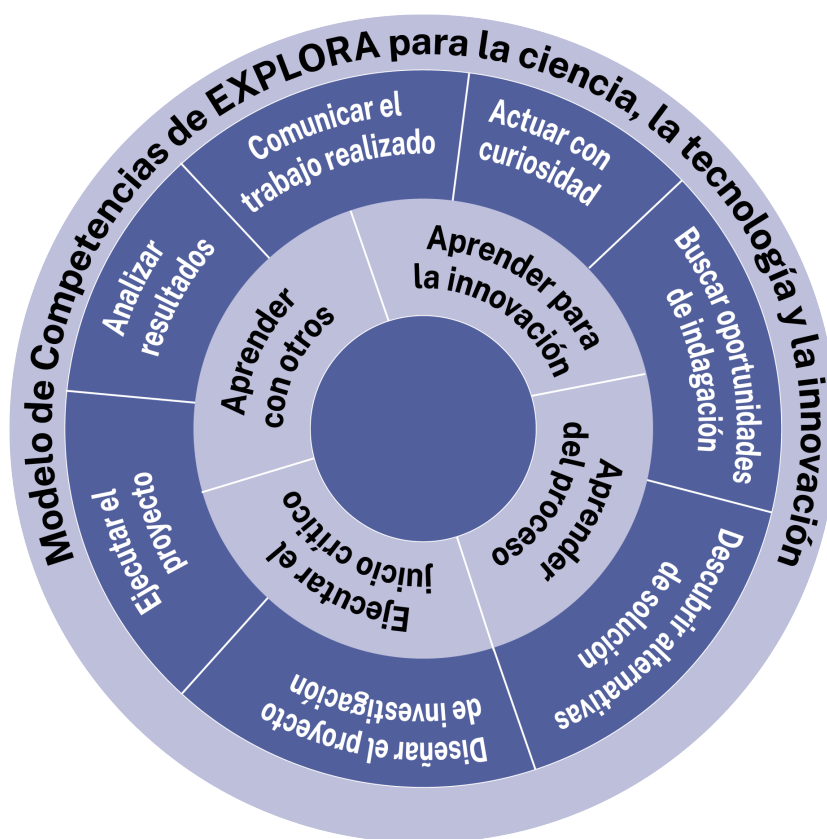 Modelo de Competencias de EXPLORA para la ciencia, la tecnología y la innovación
Actuar con
curiosidad
Buscar oportunidades
de indagación
Descubrir alternativas
de solución
Diseñar el proyecto
de investigación
Ejecutar el
proyecto
Analizar
resultados
Comunicar el
trabajo realizado
Aprender para
la innovación
Aprender
del proceso
Ejecutar el
juicio crítico
Aprender
con otros